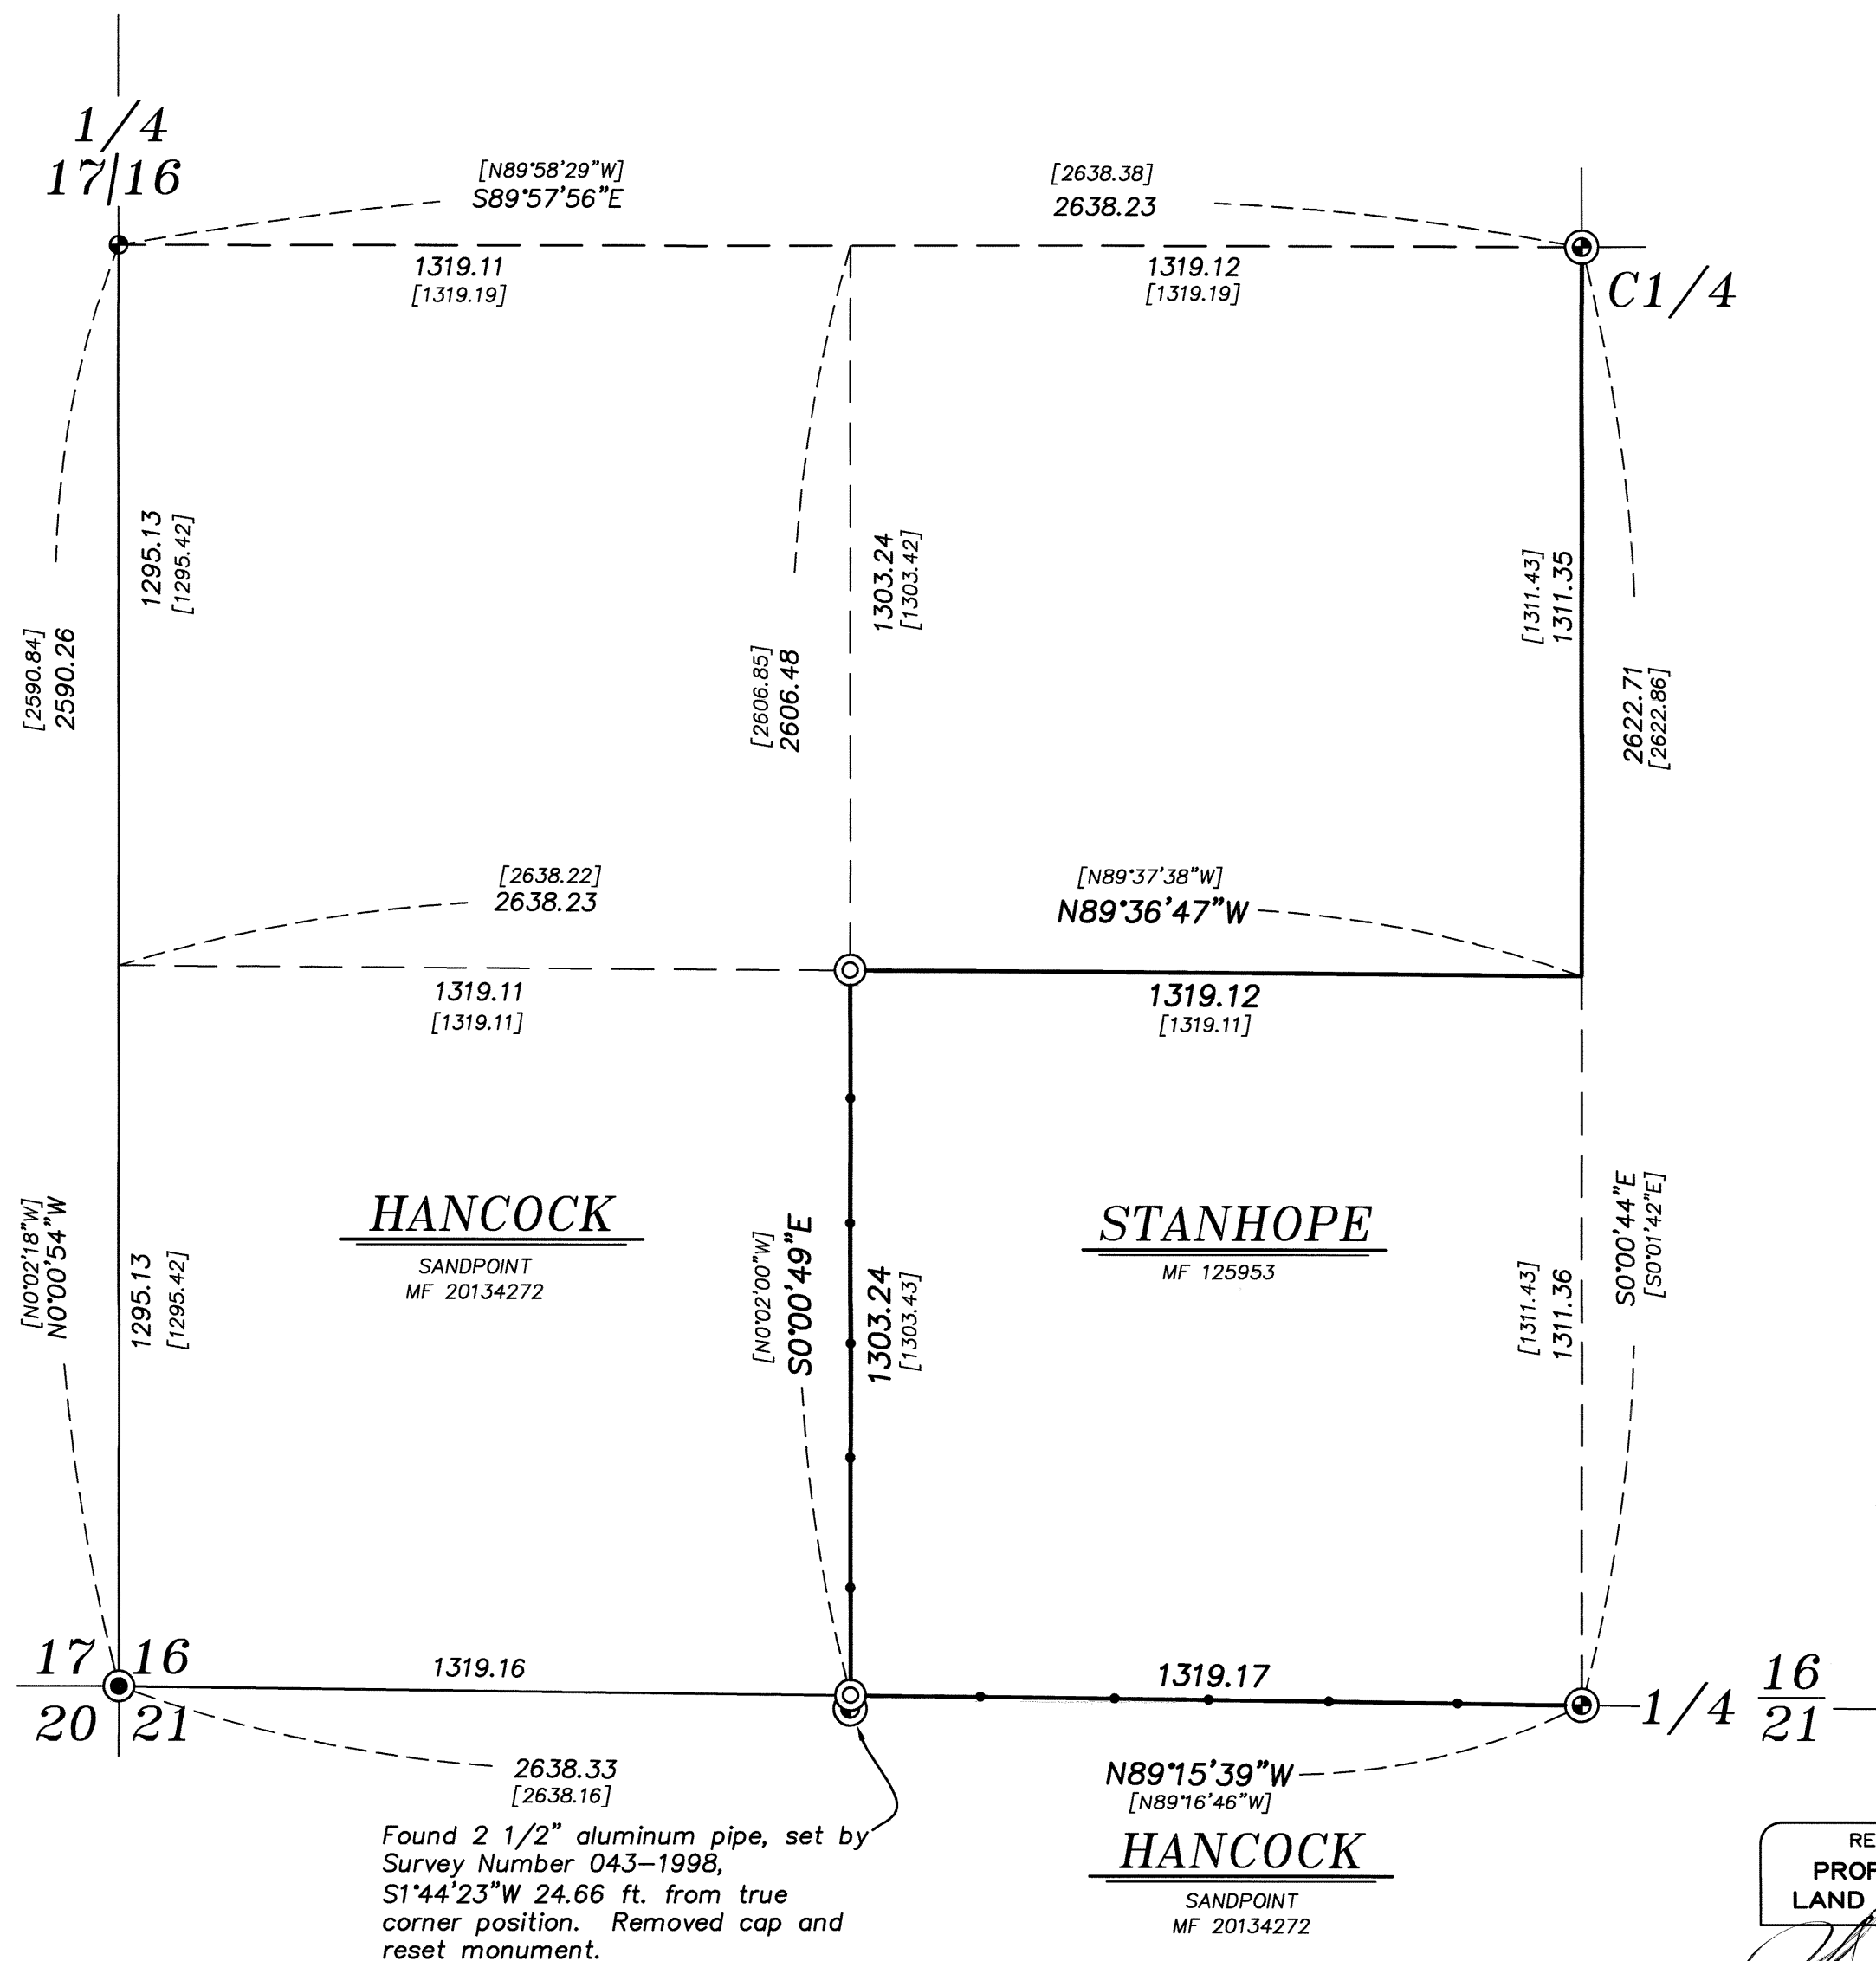 1/4
17|16
[N89°58'29"W]
S89°57'56"E
[2638.38]
2638.23
1319.11
[1319.19]
1319.12
[1319.19]
C1/4
1295.13
[1295.42]
[2590.84]
2590.26
1303.24
[1303.42]
[2606.85]
2606.48
[1311.43]
1311.35
2622.71
[2622.86]
[2638.22]
2638.23
[N89°37'38"W]
N89°36'47"W
1319.11
[1319.11]
1319.12
[1319.11]
[N0°02'18"W]
N0°00'54"W
1295.13
[1295.42]
HANCOCK
SANDPOINT
MF 20134272
[N0°02'00"W]
S0°00'49"E
1303.24
[1303.43]
STANHOPE
MF 125953
[1311.43]
1311.36
S0°00'44"E
[S0°01'42"E]
17 16
20 21
1319.16
1319.17
1/4 16
21
2638.33
[2638.16]
N89°15'39"W
[N89°16'46"W]
Found 2 1/2" aluminum pipe, set by
Survey Number 043-1998,
S1°44'23"W 24.66 ft. from true
corner position. Removed cap and
reset monument.
HANCOCK
SANDPOINT
MF 20134272
RE
PROF
LAND